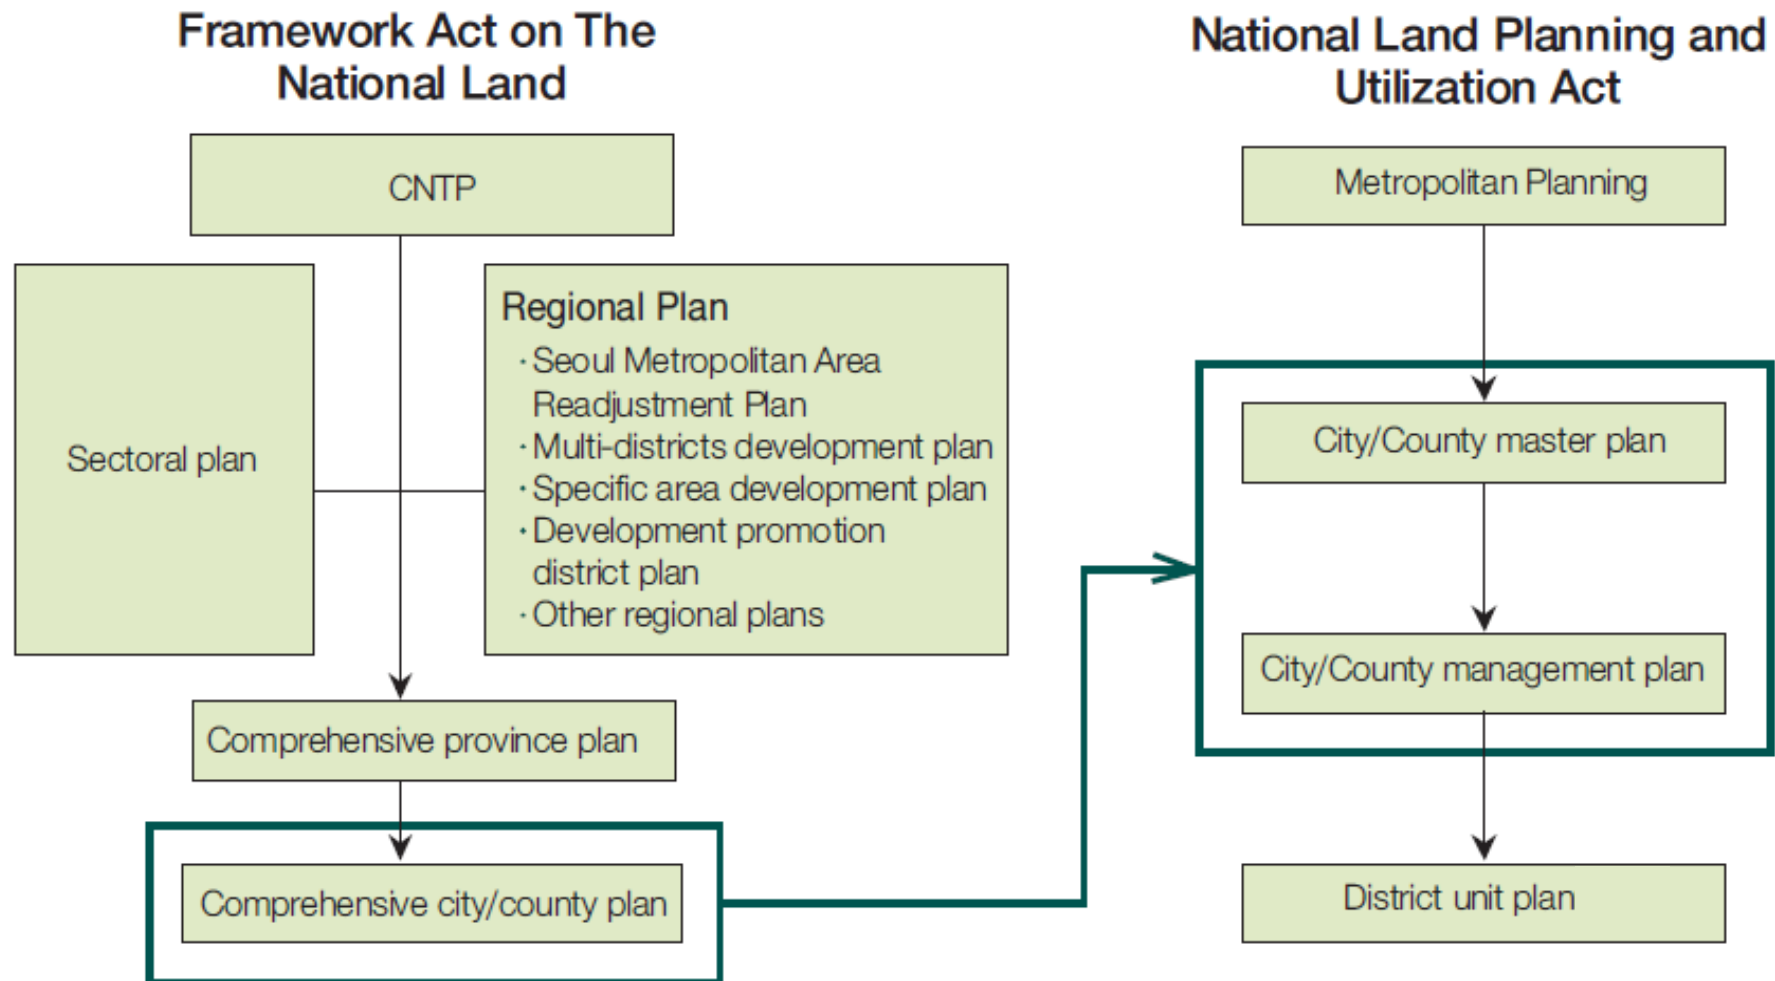 Framework Act on The
National Land
CNTP
Sectoral plan
Regional Plan
· Seoul Metropolitan Area
Readjustment Plan
· Multi-districts development plan
· Specific area development plan
· Development promotion
district plan
· Other regional plans
Comprehensive province plan
Comprehensive city/county plan
National Land Planning and
Utilization Act
Metropolitan Planning
City/County master plan
City/County management plan
District unit plan